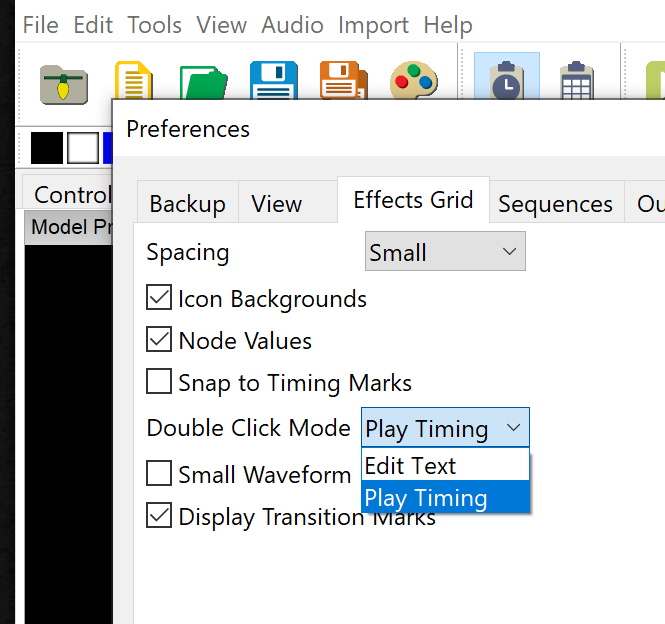 File Edit Tools View Audio Import Help
Preferences
Control
Model Pr
Backup View Effects Grid Sequences Ou
Spacing Small
Icon Backgrounds
Node Values
Snap to Timing Marks
Double Click Mode Play Timing
Edit Text
Small Waveform
Play Timing
Display Transition Marks